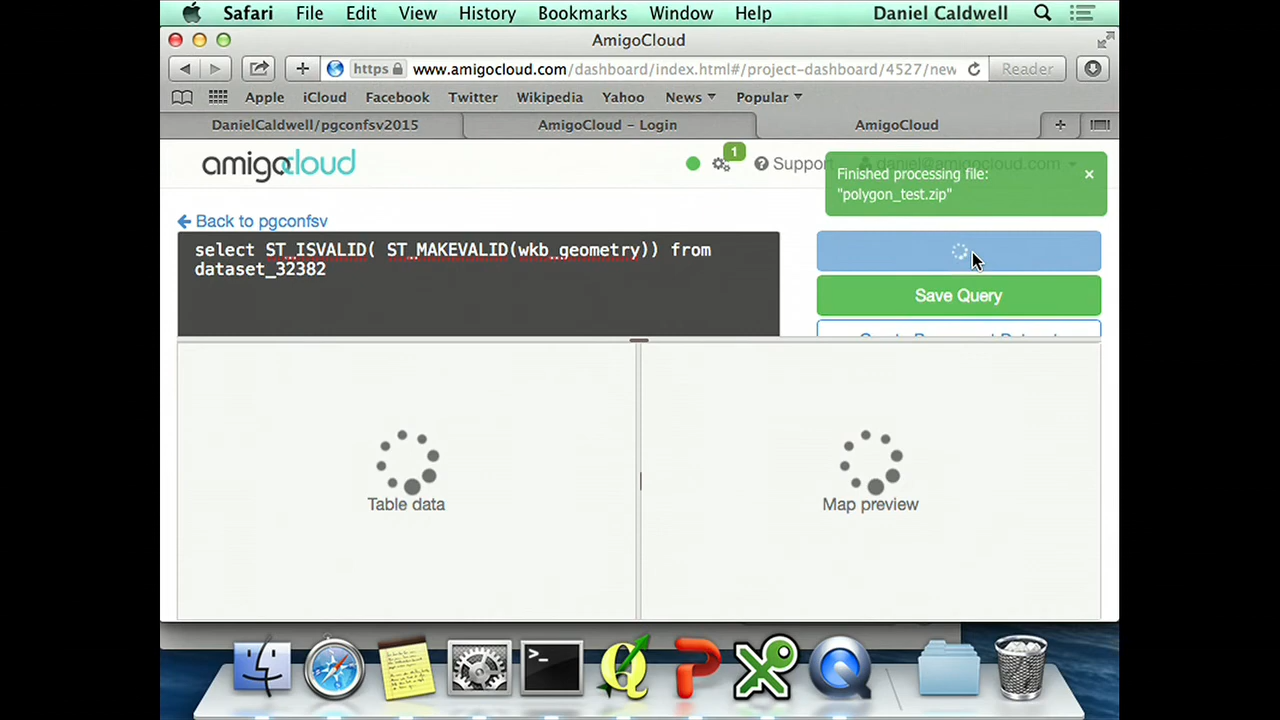 Safari File Edit View History Bookmarks Window Help Daniel Caldwell
AmigoCloud
https www.amigocloud.com/dashboard/index.html#/project-dashboard/4527/new Reader
Apple iCloud Facebook Twitter Wikipedia Yahoo News Popular
DanielCaldwell/pgconfsv2015 AmigoCloud - Login AmigoCloud
amigocloud 1 Support daniel@amigocloud.com
Finished processing file:
"polygon_test.zip"
Back to pgconfsv
select ST_ISVALID( ST_MAKEVALID(wkb_geometry)) from
dataset_32382
Save Query
Table data Map preview